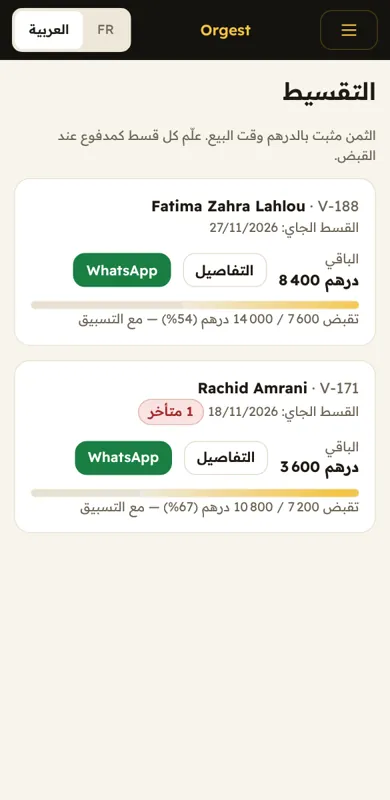 العربية
FR
Orgest
التقسيط
الثمن مثبت بالدرهم وقت البيع. علّم كل قسط كمدفوع عند
القبض.
Fatima Zahra Lahlou · V-188
القسط الجاي: 27/11/2026
الباقي
8 400 درهم
التفاصيل
WhatsApp
تقبض 7 600 / 14 000 درهم (54%) — مع التسبيق
Rachid Amrani · V-171
القسط الجاي: 18/11/2026
1 متأخر
الباقي
3 600 درهم
التفاصيل
WhatsApp
تقبض 7 200 / 10 800 درهم (67%) — مع التسبيق